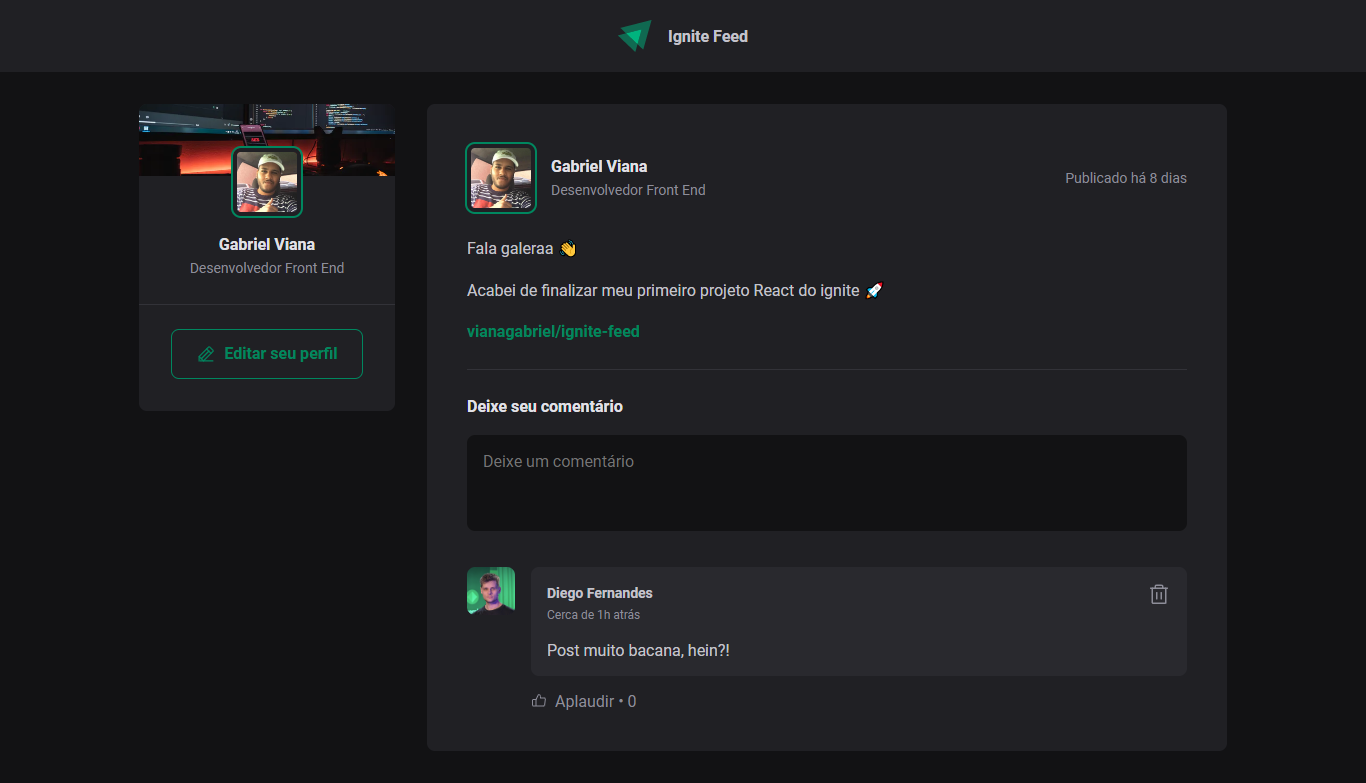 Ignite Feed
Gabriel Viana
Desenvolvedor Front End
Editar seu perfil
Gabriel Viana
Desenvolvedor Front End
Publicado há 8 dias
Fala galeraa 👋
Acabei de finalizar meu primeiro projeto React do ignite 🚀
vianagabriel/ignite-feed
Deixe seu comentário
Deixe um comentário
Diego Fernandes
Cerca de 1h atrás
Post muito bacana, hein?!
Aplaudir • 0